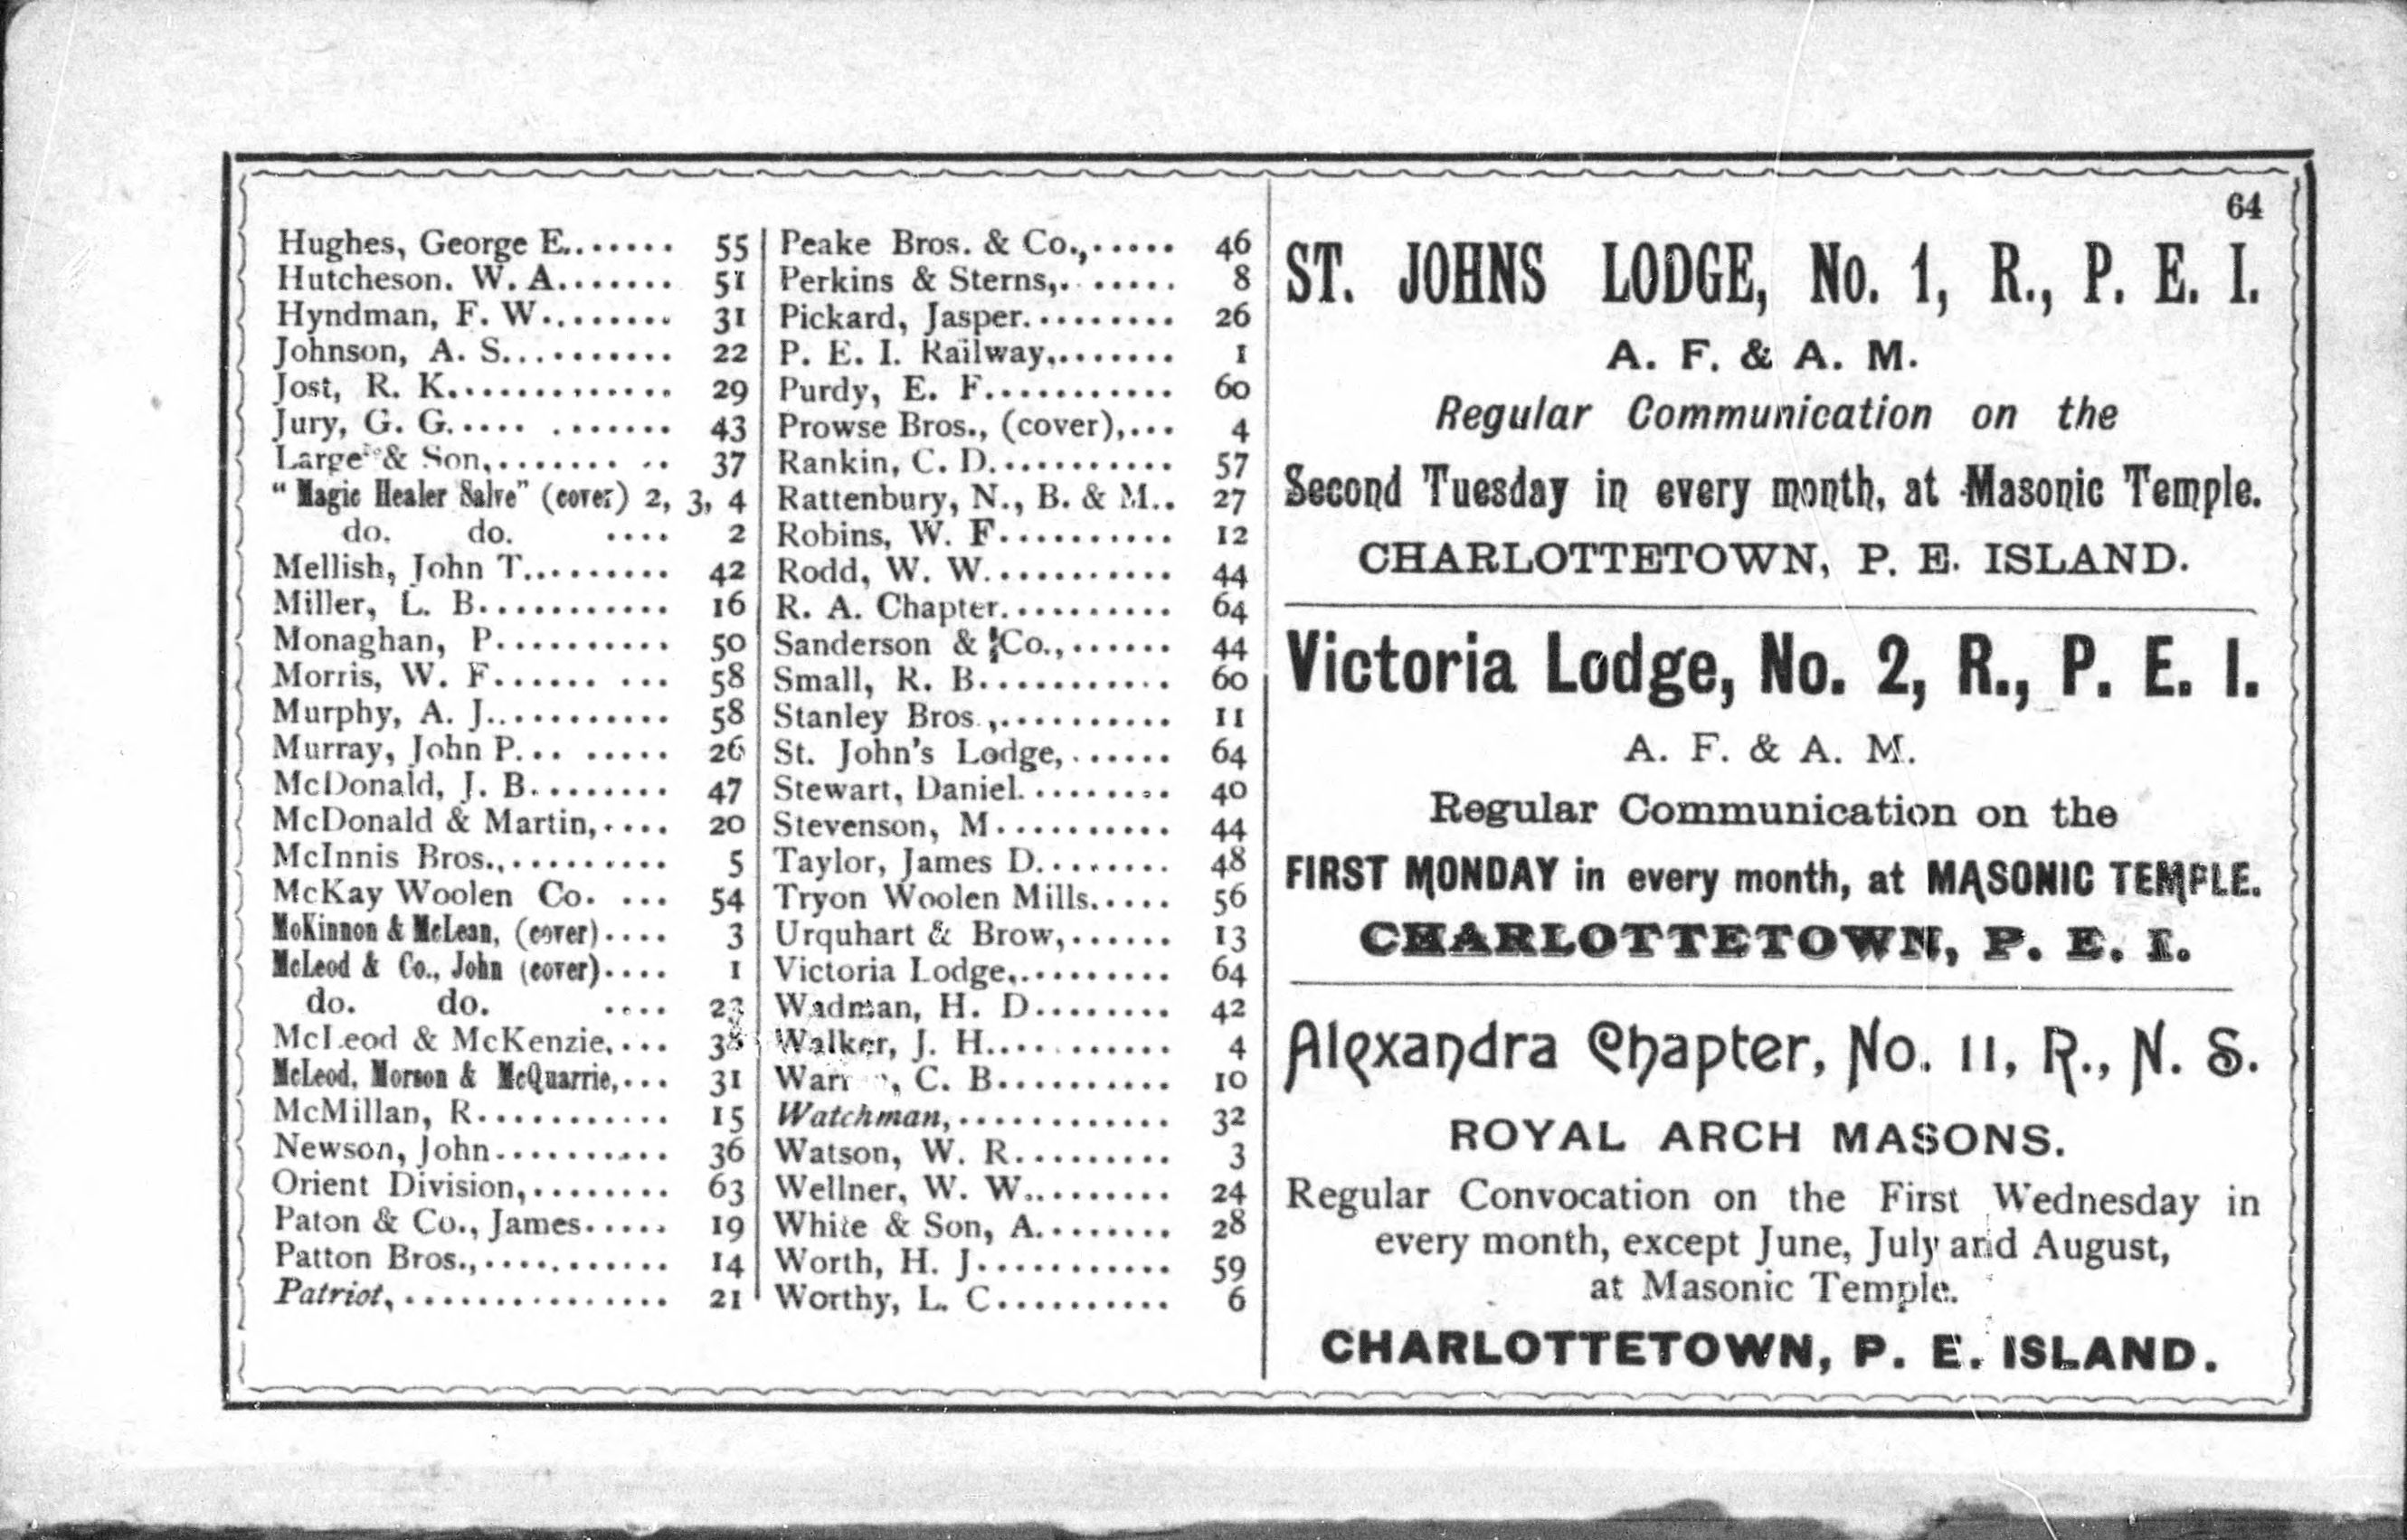 64
Hughes, George E....... 55
Hutcheson. W. A....... 51
Hyndman, F. W........ 31
Johnson, A. S.......... 22
Jost, R. K............. 29
Jury, G. G..... ....... 43
Large & Son,....... .. 37
“ Magic Healer Salve” (cover) 2, 3, 4
do. do. .... 2
Mellish, John T......... 42
Miller, L. B........... 16
Monaghan, P.......... 50
Morris, W. F...... ... 58
Murphy, A. J.......... 58
Murray, John P... ..... 26
McDonald, J. B........ 47
McDonald & Martin,.... 20
McInnis Bros.,......... 5
McKay Woolen Co. ... 54
McKinnon & McLean, (cover).... 3
McLeod & Co., John (cover).... 1
do. do. .... 23
McLeod & McKenzie,... 38
McLeod, Morson & McQuarrie,... 31
McMillan, R........... 15
Newson, John.......... 36
Orient Division,........ 63
Paton & Co., James..... 19
Patton Bros.,........... 14
Patriot,................ 21
Peake Bros. & Co.,..... 46
Perkins & Sterns,. ..... 8
Pickard, Jasper......... 26
P. E. I. Railway,....... 1
Purdy, E. F........... 60
Prowse Bros., (cover),... 4
Rankin, C. D........... 57
Rattenbury, N., B. & M.. 27
Robins, W. F.......... 12
Rodd, W. W........... 44
R. A. Chapter.......... 64
Sanderson & Co.,...... 44
Small, R. B........... 60
Stanley Bros.,.......... 11
St. John's Lodge,...... 64
Stewart, Daniel......... 40
Stevenson, M.......... 44
Taylor, James D........ 48
Tryon Woolen Mills..... 56
Urquhart & Brow,...... 13
Victoria Lodge,......... 64
Wadman, H. D........ 42
Walker, J. H........... 4
C. B.......... 10
Watchman,............. 32
Watson, W. R......... 3
Wellner, W. W......... 24
White & Son, A........ 28
Worth, H. J........... 59
Worthy, L. C.......... 6
ST. JOHNS LODGE, No. 1, R., P. E. I.
A. F. & A. M.
Regular Communication on the
Second Tuesday in every month, at Masonic Temple.
CHARLOTTETOWN, P. E. ISLAND.
Victoria Lodge, No. 2, R., P. E. I.
A. F. & A. M.
Regular Communication on the
FIRST MONDAY in every month, at MASONIC TEMPLE.
CHARLOTTETOWN, P. E. I.
Alexandra Chapter, No. 11, R., N. S.
ROYAL ARCH MASONS.
Regular Convocation on the First Wednesday in
every month, except June, July and August,
at Masonic Temple.
CHARLOTTETOWN, P. E. ISLAND.